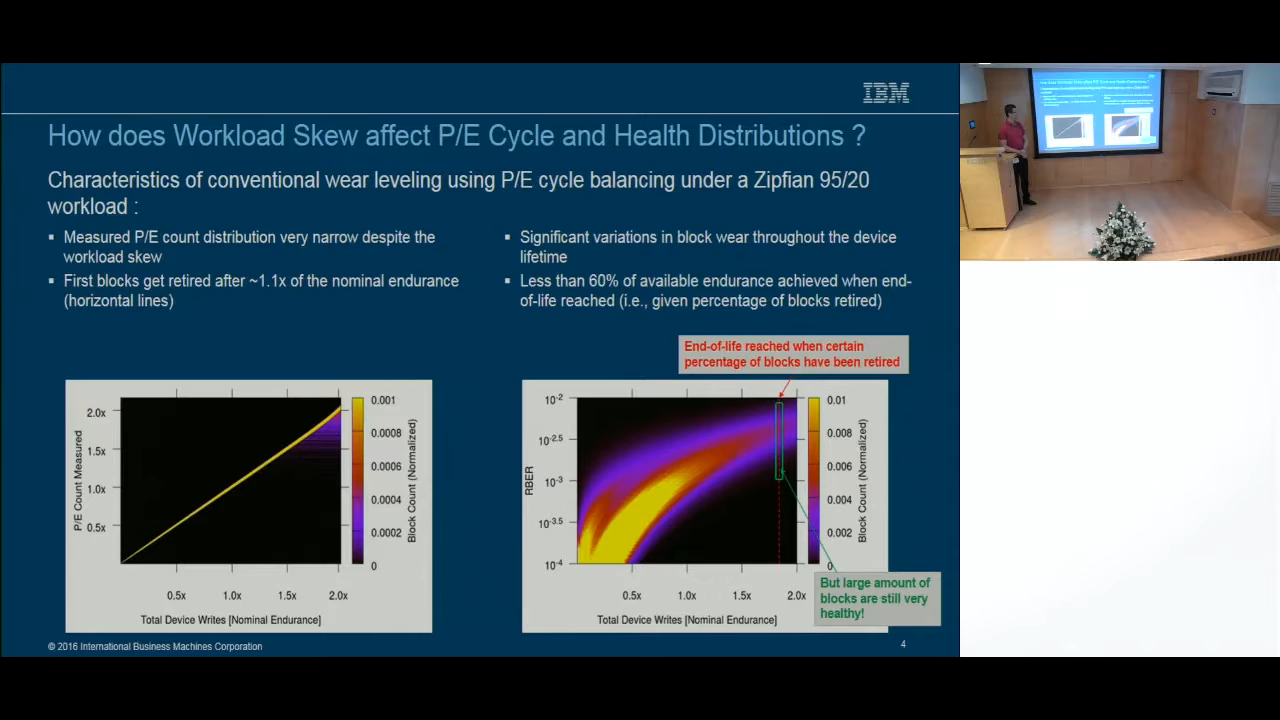 IBM
How does Workload Skew affect P/E Cycle and Health Distributions ?
Characteristics of conventional wear leveling using P/E cycle balancing under a Zipfian 95/20
workload :
▪ Measured P/E count distribution very narrow despite the
workload skew
▪ First blocks get retired after ~1.1x of the nominal endurance
(horizontal lines)
▪ Significant variations in block wear throughout the device
lifetime
▪ Less than 60% of available endurance achieved when end-
of-life reached (i.e., given percentage of blocks retired)
End-of-life reached when certain
percentage of blocks have been retired
P/E Count Measured
2.0x
1.5x
1.0x
0.5x
0.5x 1.0x 1.5x 2.0x
Total Device Writes [Nominal Endurance]
0.001
0.0008
0.0006
0.0004
0.0002
0
Block Count (Normalized)
RBER
10-2
10-2.5
10-3
10-3.5
10-4
0.5x 1.0x 1.5x 2.0x
Total Device Writes [Nominal Endurance]
0.01
0.008
0.006
0.004
0.002
0
Block Count (Normalized)
But large amount of
blocks are still very
healthy!
© 2016 International Business Machines Corporation
4